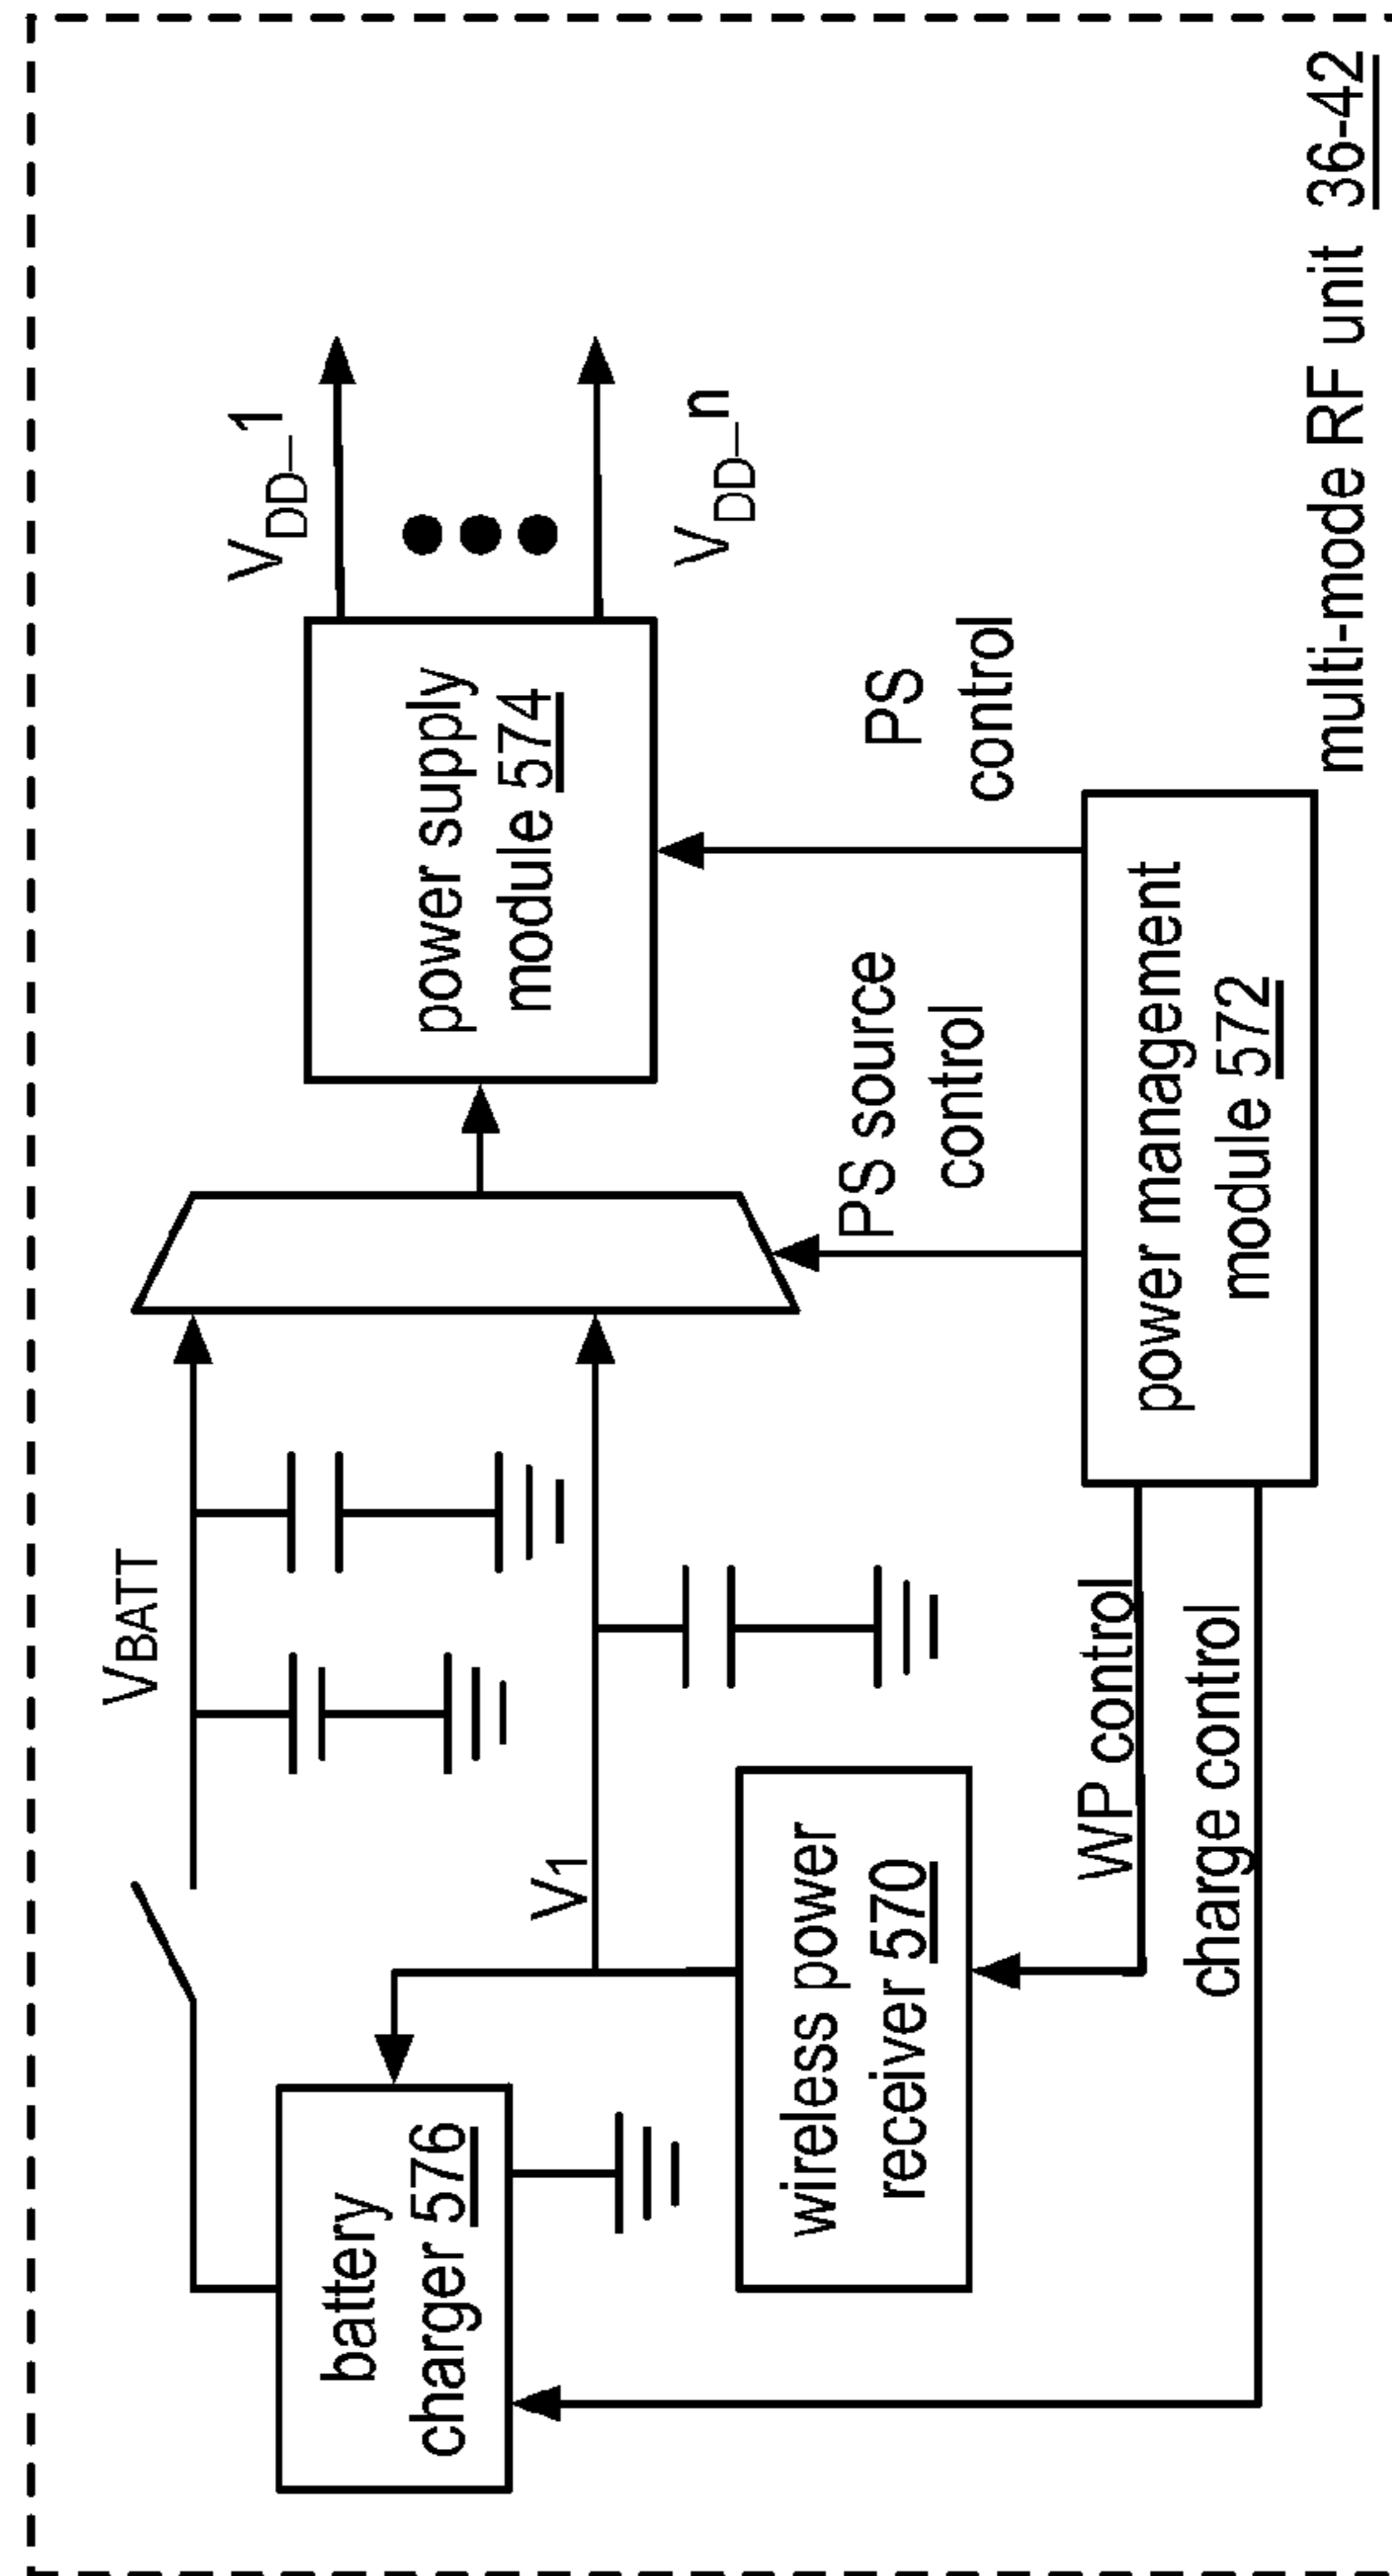 V_BATT
battery
charger 576
V_1
V_DD_1
V_DD_n
power supply
module 574
wireless power
receiver 570
PS source
control
PS
control
WP control
charge control
power management
module 572
multi-mode RF unit 36-42